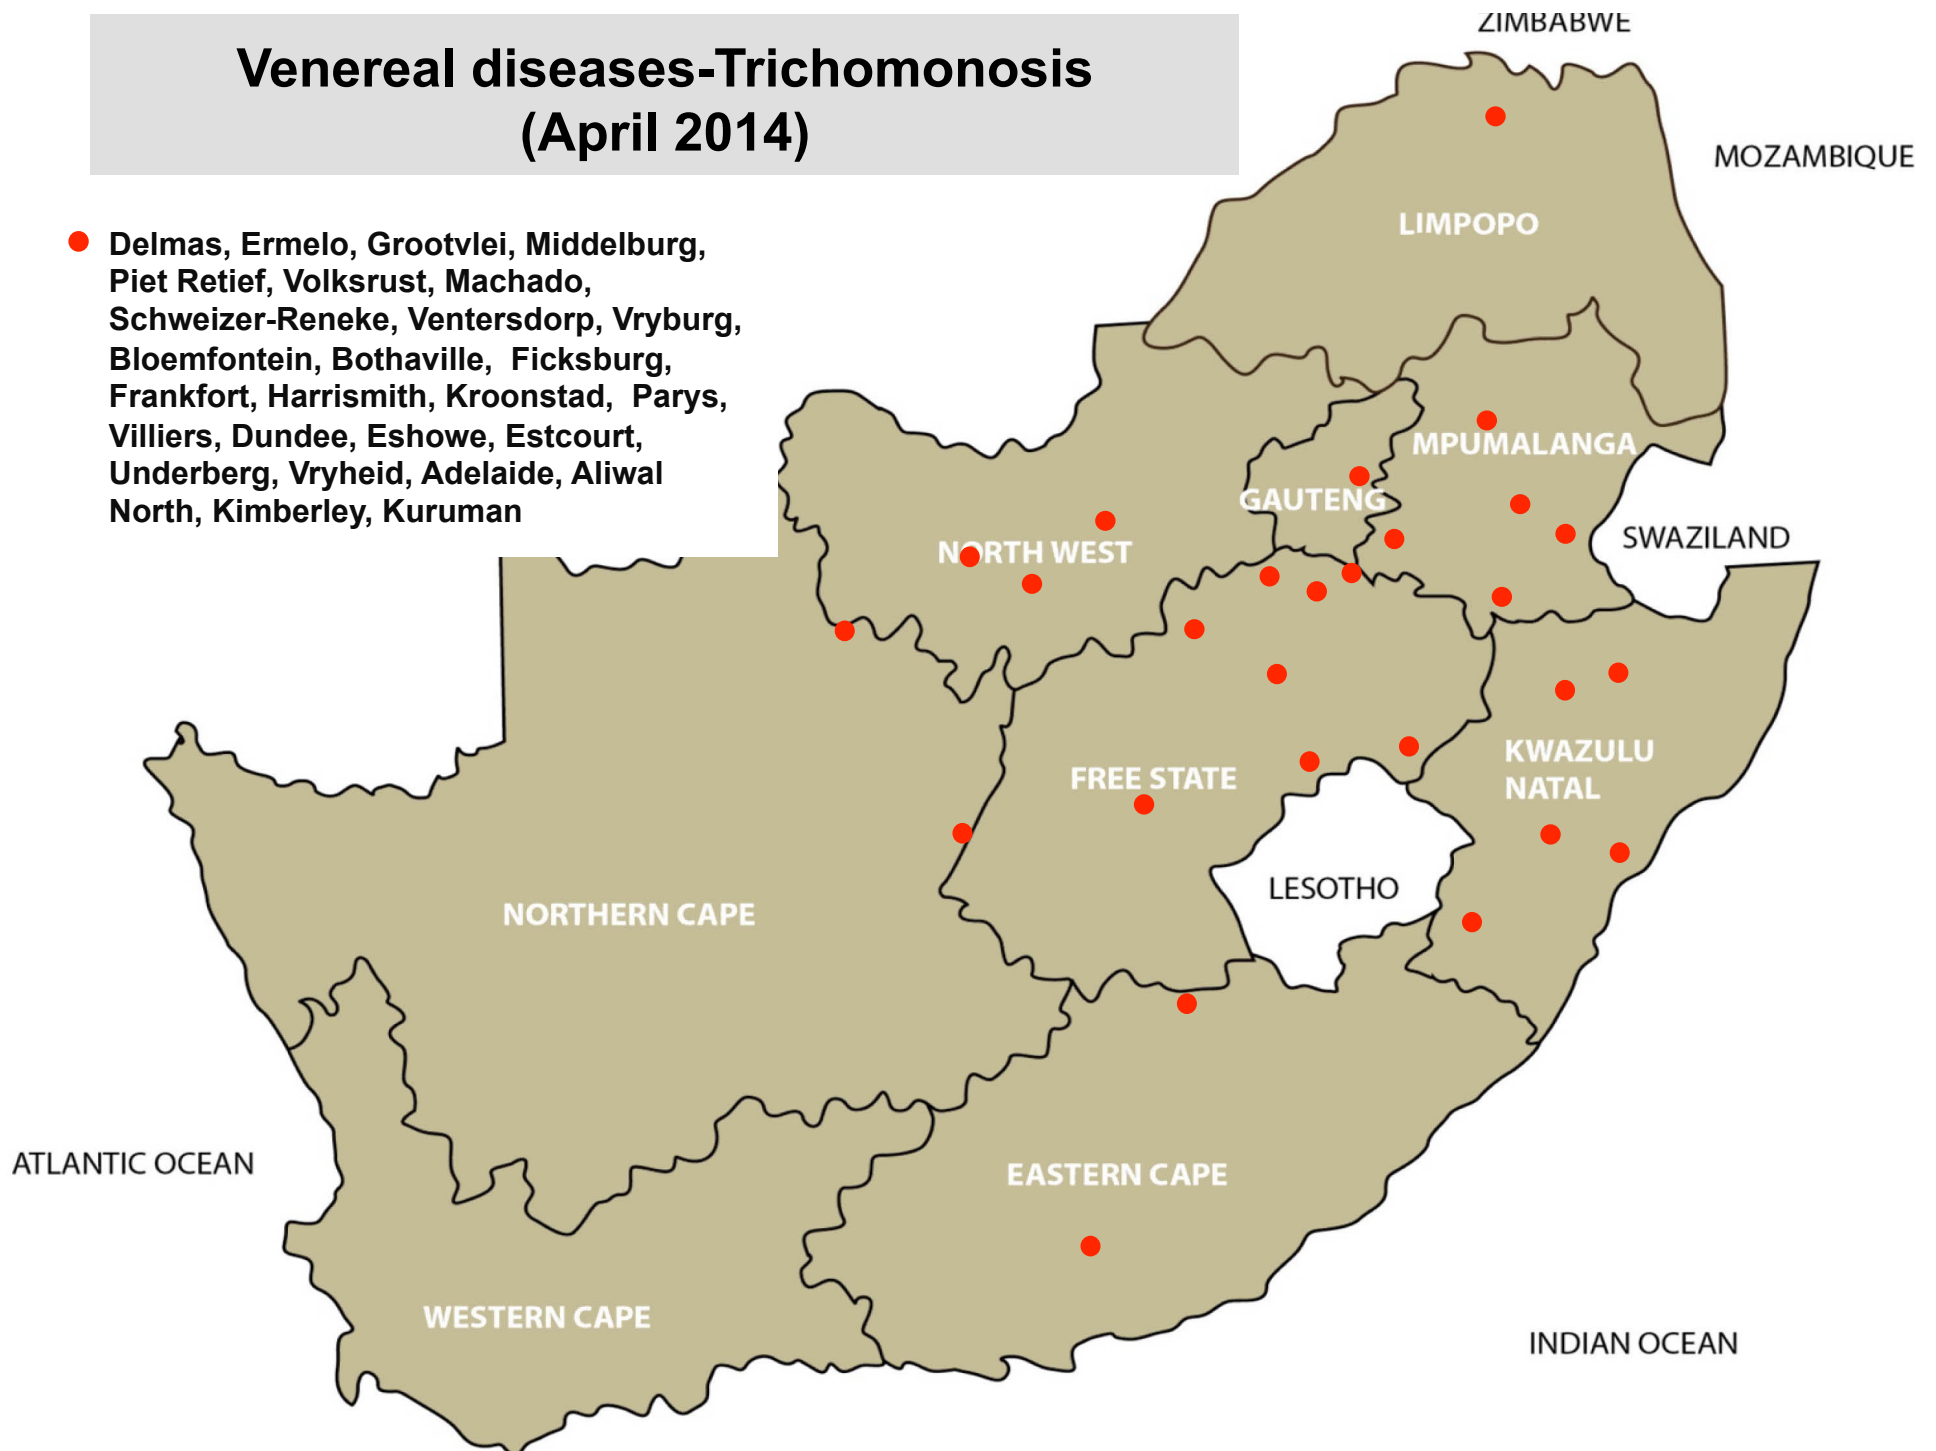 Venereal diseases-Trichomonosis
(April 2014)
Delmas, Ermelo, Grootvlei, Middelburg,
Piet Retief, Volksrust, Machado,
Schweizer-Reneke, Ventersdorp, Vryburg,
Bloemfontein, Bothaville, Ficksburg,
Frankfort, Harrismith, Kroonstad, Parys,
Villiers, Dundee, Eshowe, Estcourt,
Underberg, Vryheid, Adelaide, Aliwal
North, Kimberley, Kuruman
ZIMBABWE
MOZAMBIQUE
LIMPOPO
MPUMALANGA
GAUTENG
SWAZILAND
NORTH WEST
KWAZULU
NATAL
FREE STATE
LESOTHO
NORTHERN CAPE
ATLANTIC OCEAN
EASTERN CAPE
WESTERN CAPE
INDIAN OCEAN